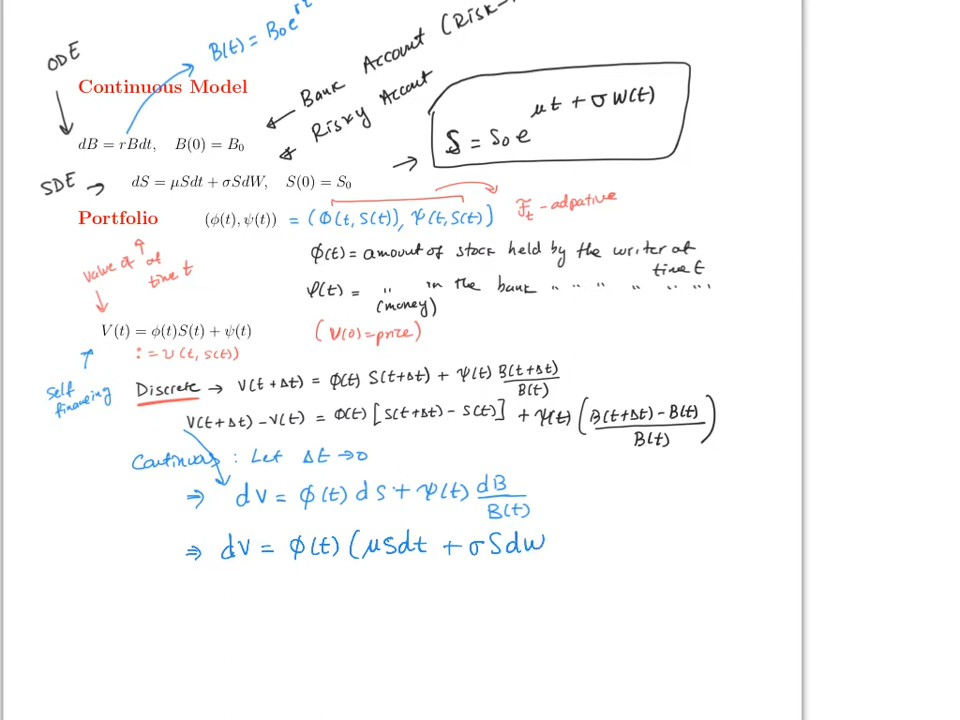 ODE
B(t) = B₀e^r
Continuous Model
← Bank Account (Risk-
← Risky Account
dB = rBdt, B(0) = B₀
→ S = S₀ e^{μt + σW(t)}
SDE → dS = μSdt + σSdW, S(0) = S₀
Portfolio (ϕ(t), ψ(t)) = (ϕ(t, S(t)), ψ(t, S(t)) ℱ_t - adpative
value of ↑ at time t
ϕ(t) = amount of stock held by the writer at time t
ψ(t) = " in the bank " " " " " " "
(money)
V(t) = ϕ(t)S(t) + ψ(t) (V(0) = price)
:= v(t, S(t))
self financing
Discrete → V(t+Δt) = ϕ(t) S(t+Δt) + ψ(t) B(t+Δt)/B(t)
V(t+Δt) - V(t) = ϕ(t) [S(t+Δt) - S(t)] + ψ(t) (B(t+Δt) - B(t)/B(t))
Continuous : Let Δt → 0
⇒ dV = ϕ(t) dS + ψ(t) dB/B(t)
⇒ dV = ϕ(t) (μSdt + σSdW